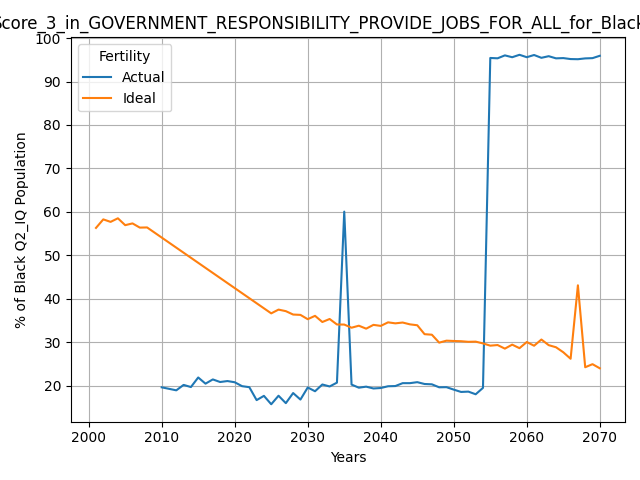 Score_3_in_GOVERNMENT_RESPONSIBILITY_PROVIDE_JOBS_FOR_ALL_for_Black
Fertility
Actual
Ideal
% of Black Q2_IQ Population
100
90
80
70
60
50
40
30
20
2000 2010 2020 2030 2040 2050 2060 2070
Years